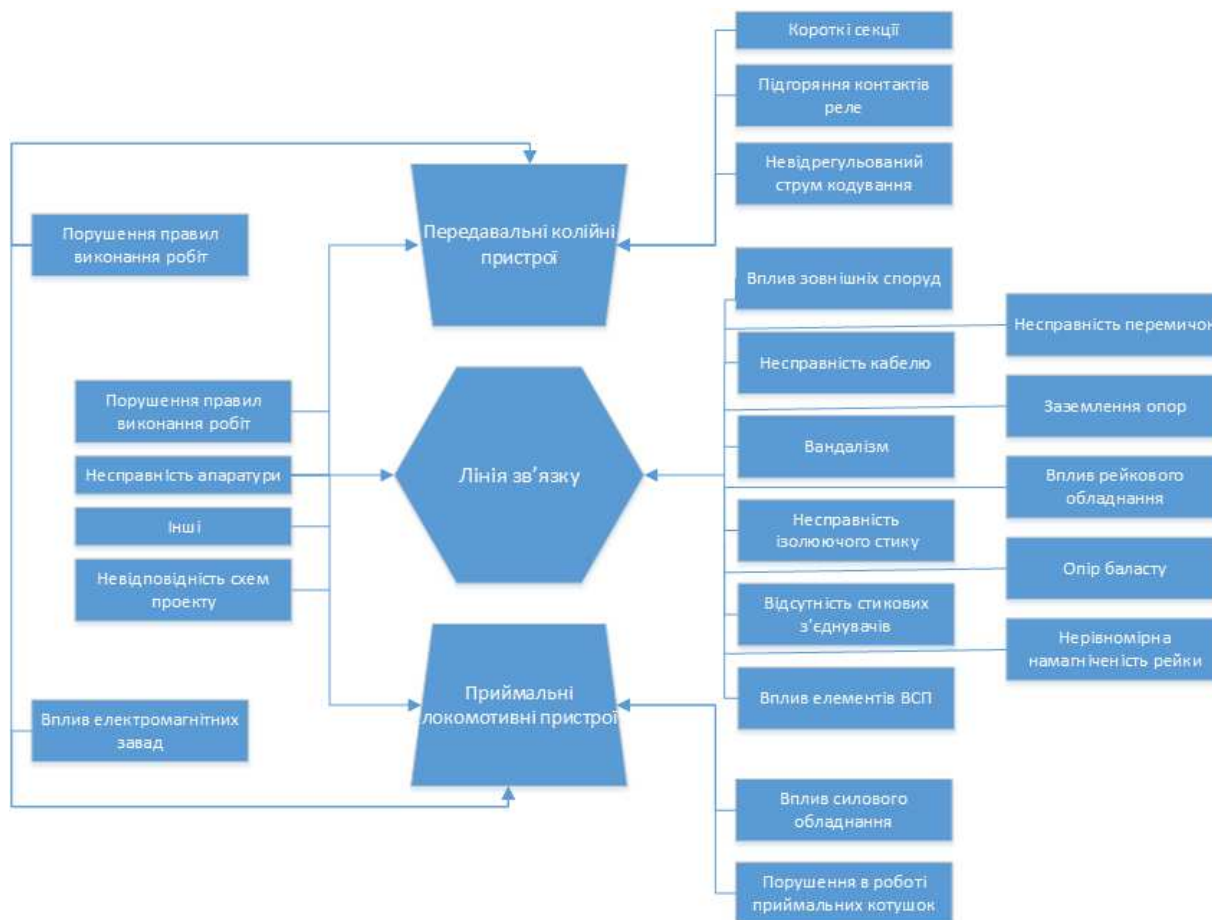 Короткі секції
Підгоряння контактів
реле
Невідрегульований
струм кодування
Порушення правил
виконання робіт
Передавальні колійні
пристрої
Вплив зовнішніх споруд
Несправність перемичок
Несправність кабелю
Порушення правил
виконання робіт
Заземлення опор
Несправність апаратури
Лінія зв'язку
Вандалізм
Вплив рейкового
обладнання
Інші
Несправність
ізолюючого стику
Невідповідність схем
проекту
Опір баласту
Відсутність стикових
з'єднувачів
Нерівномірна
намагніченість рейки
Вплив електромагнітних
завад
Приймальні
локомотивні пристрої
Вплив елементів ВСП
Вплив силового
обладнання
Порушення в роботі
приймальних котушок